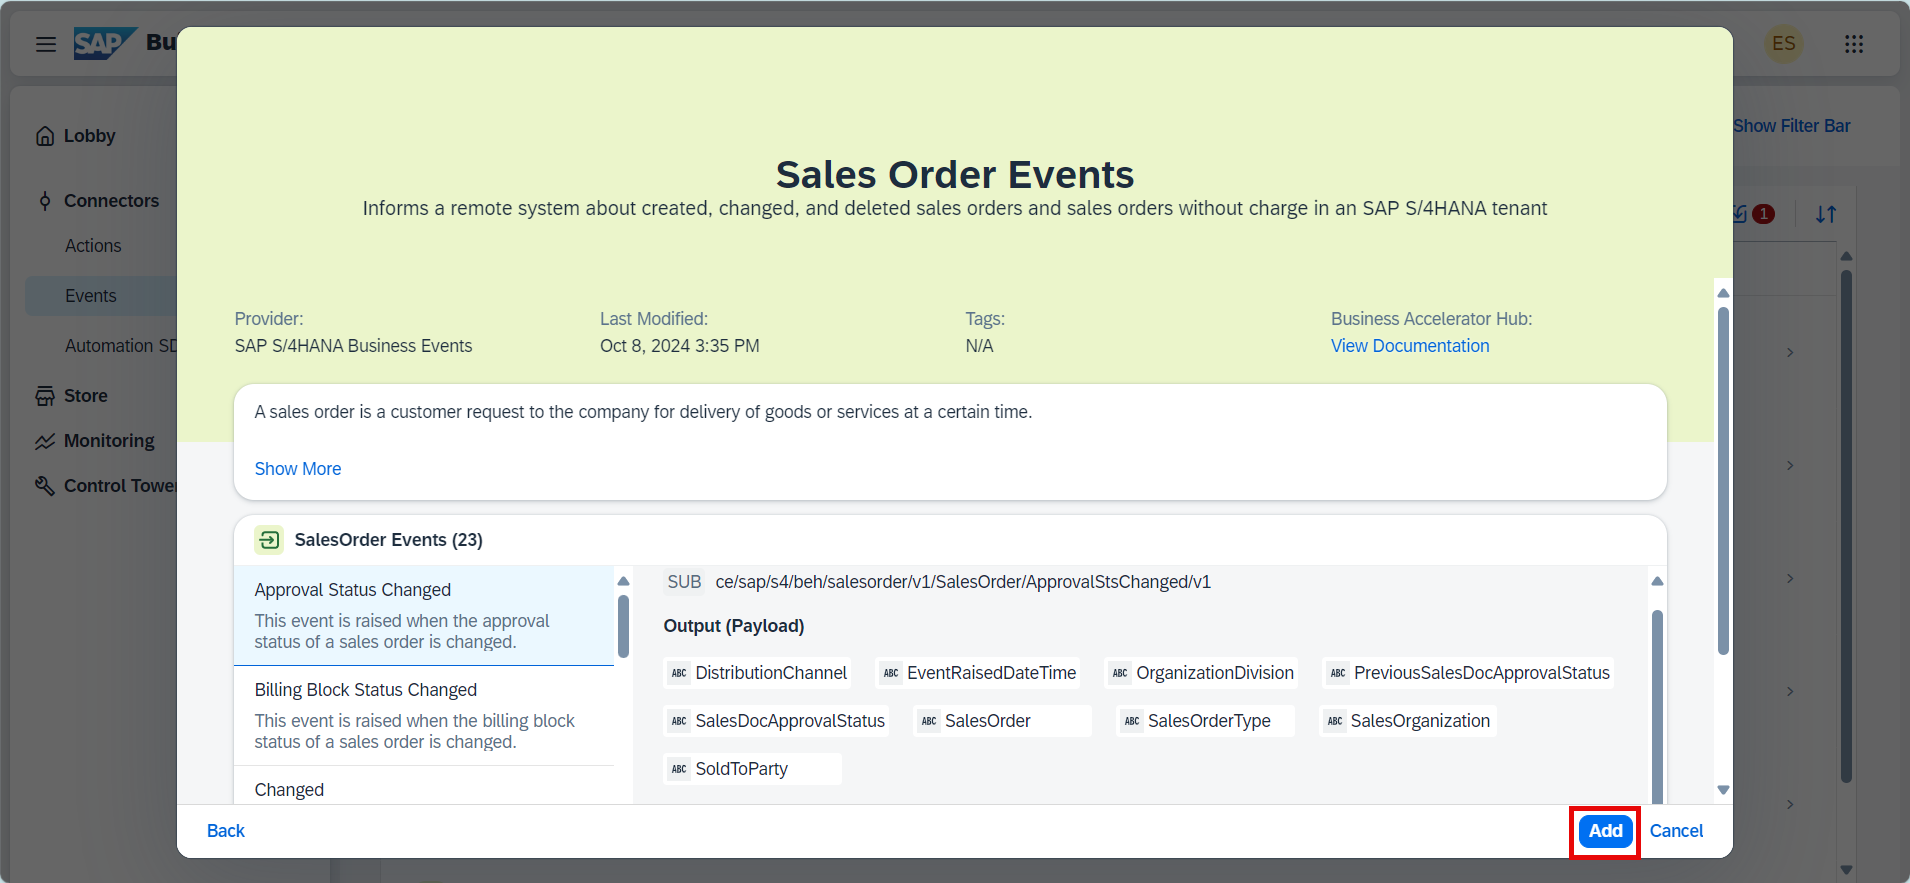 SAP Bu
ES
Lobby
Show Filter Bar
Connectors
Actions
1
Events
Automation SD
Store
Monitoring
Control Tower
Sales Order Events
Informs a remote system about created, changed, and deleted sales orders and sales orders without charge in an SAP S/4HANA tenant
Provider: Last Modified: Tags: Business Accelerator Hub:
SAP S/4HANA Business Events Oct 8, 2024 3:35 PM N/A View Documentation
A sales order is a customer request to the company for delivery of goods or services at a certain time.
Show More
SalesOrder Events (23)
Approval Status Changed
This event is raised when the approval
status of a sales order is changed.
Billing Block Status Changed
This event is raised when the billing block
status of a sales order is changed.
Changed
SUB ce/sap/s4/beh/salesorder/v1/SalesOrder/ApprovalStsChanged/v1
Output (Payload)
ABC DistributionChannel ABC EventRaisedDateTime ABC OrganizationDivision ABC PreviousSalesDocApprovalStatus
ABC SalesDocApprovalStatus ABC SalesOrder ABC SalesOrderType ABC SalesOrganization
ABC SoldToParty
Back Add Cancel